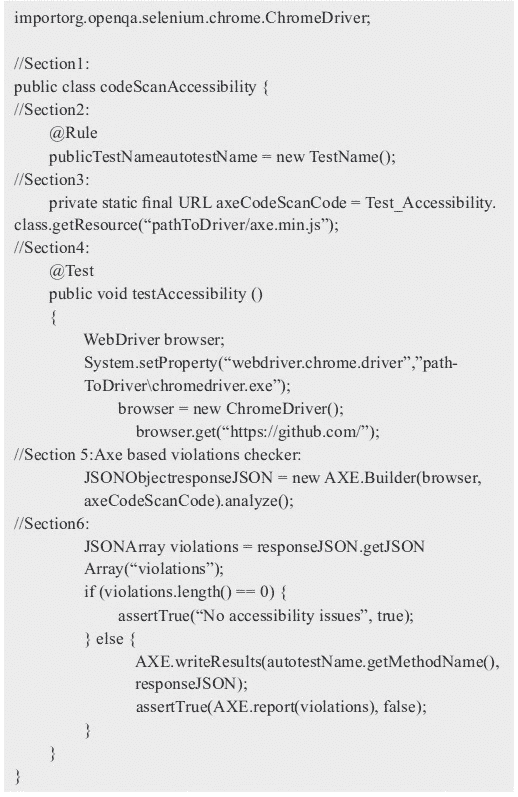 importorg.openqa.selenium.chrome.ChromeDriver;
//Section1:
public class codeScanAccessibility {
//Section2:
@Rule
publicTestNameautotestName = new TestName();
//Section3:
private static final URL axeCodeScanCode = Test_Accessibility.
class.getResource(“pathToDriver/axe.min.js”);
//Section4:
@Test
public void testAccessibility ()
{
WebDriver browser;
System.setProperty(“webdriver.chrome.driver”,”path-
ToDriver\chromedriver.exe”);
browser = new ChromeDriver();
browser.get(“https://github.com/”);
//Section 5:Axe based violations checker:
JSONObjectresponseJSON = new AXE.Builder(browser,
axeCodeScanCode).analyze();
//Section6:
JSONArray violations = responseJSON.getJSON
Array(“violations”);
if (violations.length() == 0) {
assertTrue(“No accessibility issues”, true);
} else {
AXE.writeResults(autotestName.getMethodName(),
responseJSON);
assertTrue(AXE.report(violations), false);
}
}
}